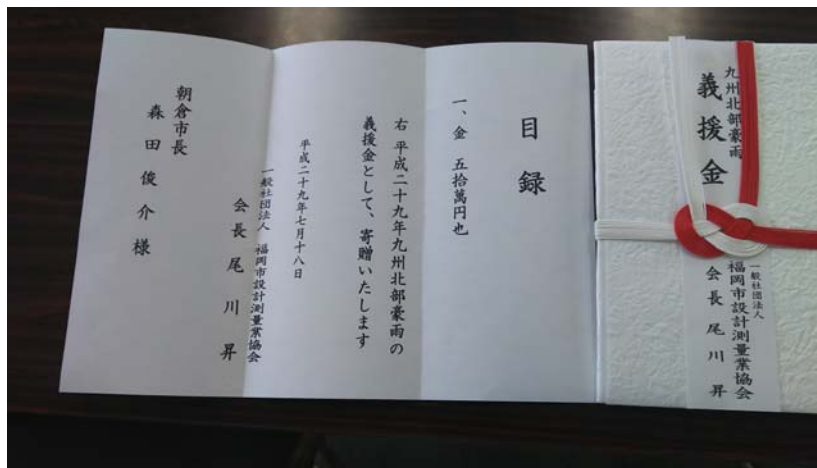 九州北部豪雨
義援金
一般社団法人
福岡市設計測量業協会
会長 尾川 昇
目録
一、金 五拾萬円也
右 平成二十九年九州北部豪雨の
義援金として、寄贈いたします
平成二十九年七月十八日
一般社団法人 福岡市設計測量業協会
会長 尾川 昇
朝倉市長
森田俊介様